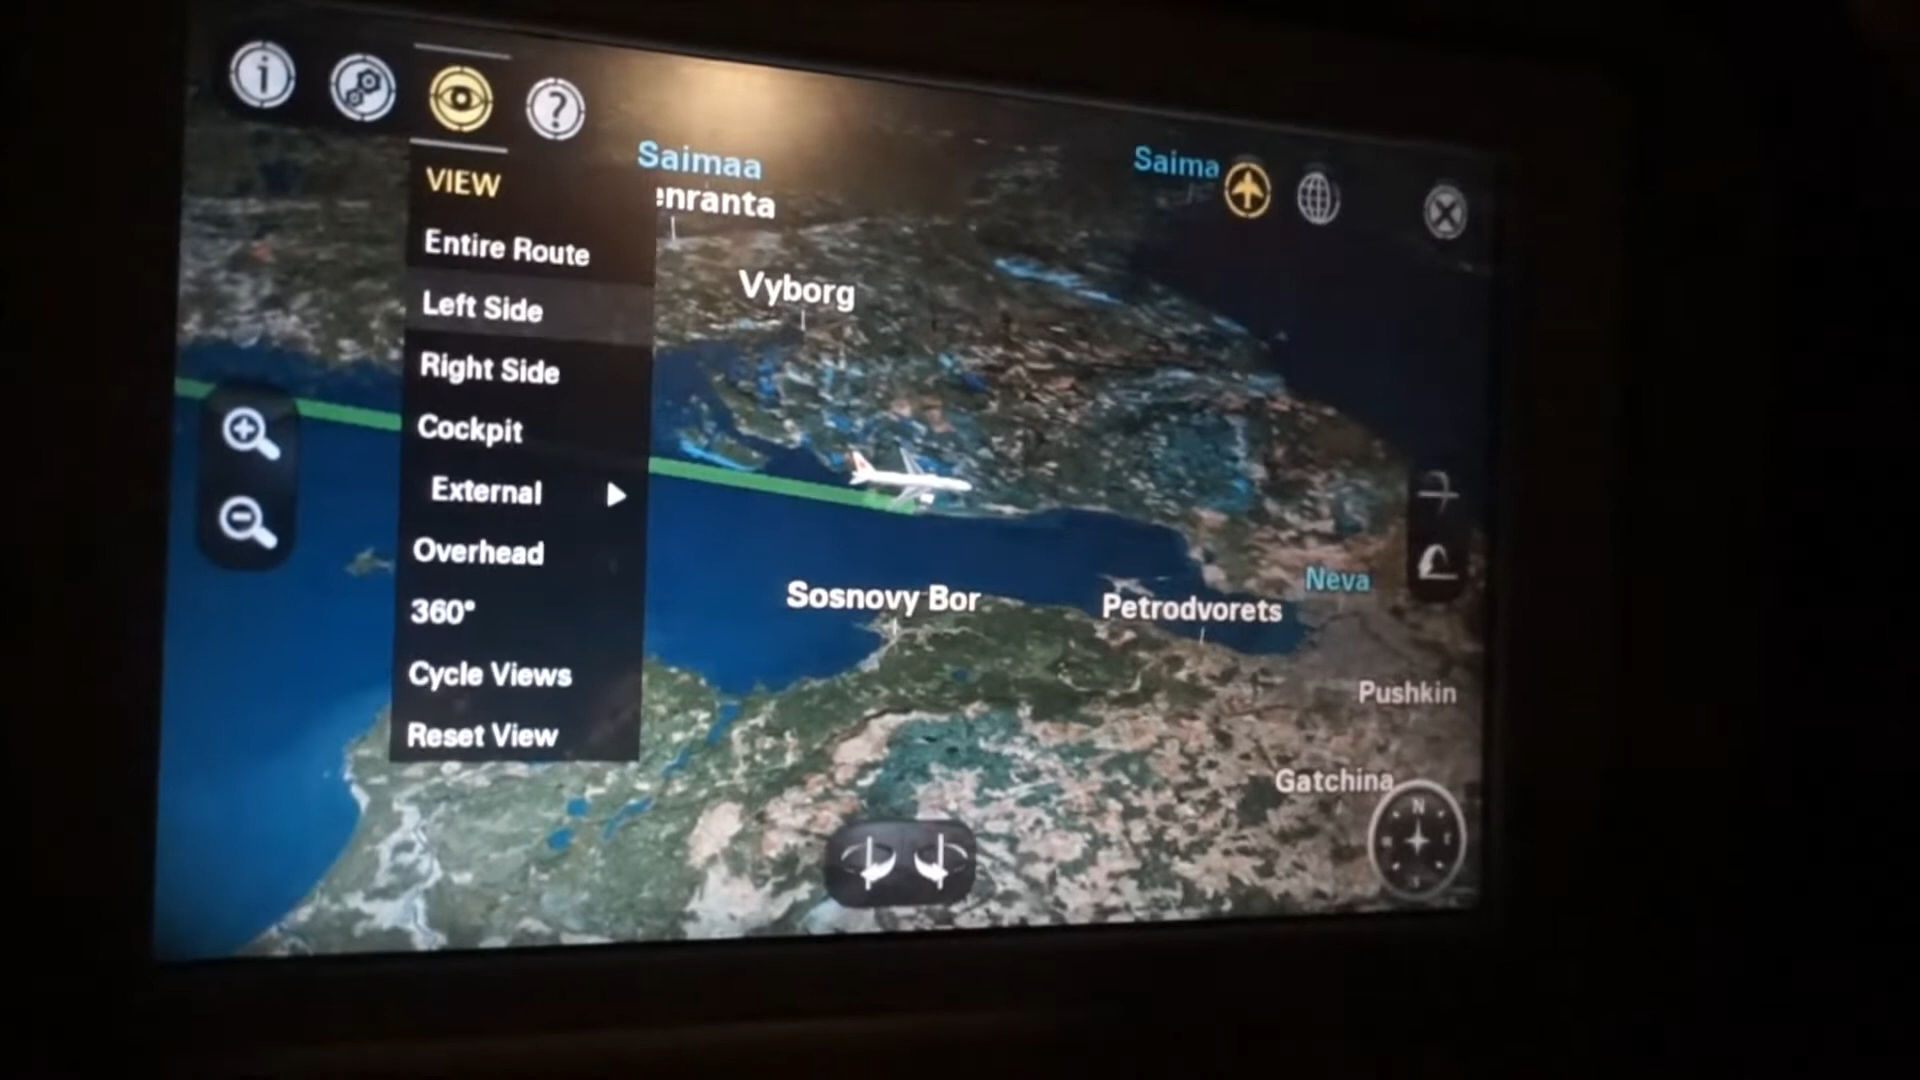 VIEW
Entire Route
Left Side
Right Side
Cockpit
External
Overhead
360°
Cycle Views
Reset View
Saimaa
enranta
Saima
Vyborg
Sosnovy Bor
Petrodvorets
Neva
Pushkin
Gatchina
N